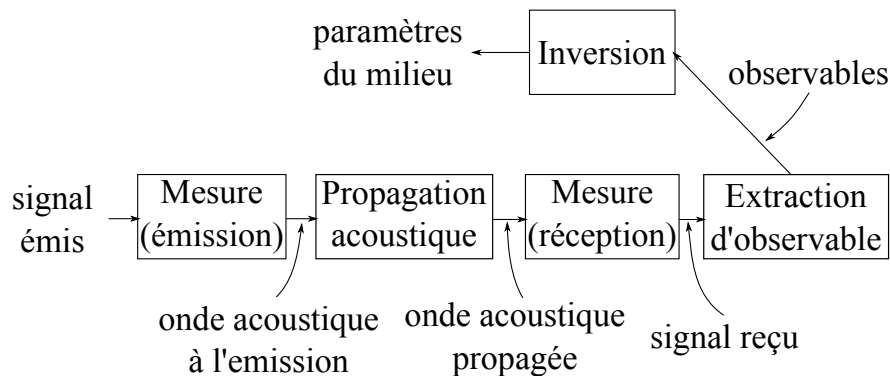 paramètres
du milieu
Inversion
observables
signal
émis
Mesure
(émission)
Propagation
acoustique
Mesure
(réception)
Extraction
d'observable
onde acoustique
à l'emission
onde acoustique
propagée
signal reçu